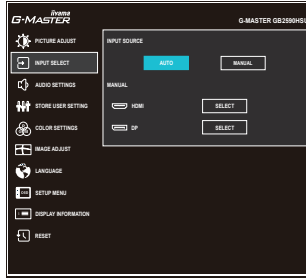 iiyama
G-MASTER
G-MASTER GB2590HSU
PICTURE ADJUST
INPUT SELECT
AUDIO SETTINGS
STORE USER SETTING
COLOR SETTINGS
IMAGE ADJUST
LANGUAGE
SETUP MENU
DISPLAY INFORMATION
RESET
INPUT SOURCE
AUTO MANUAL
MANUAL
HDMI SELECT
DP SELECT